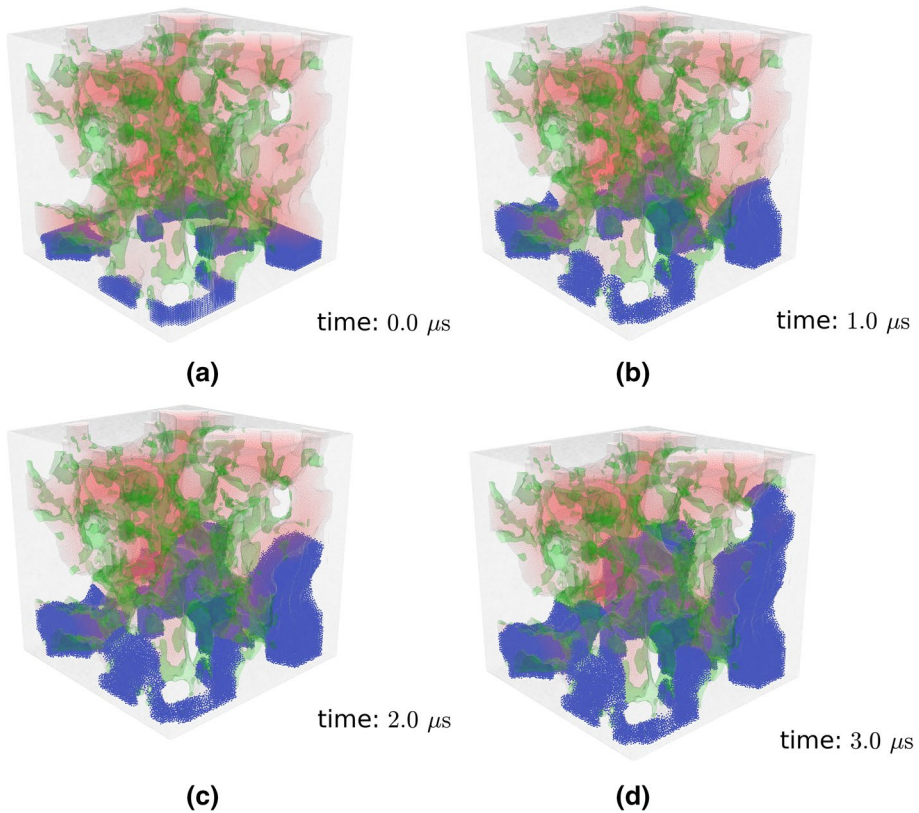 time: 0.0 μs
time: 1.0 μs
(a)
(b)
time: 2.0 μs
time: 3.0 μs
(c)
(d)